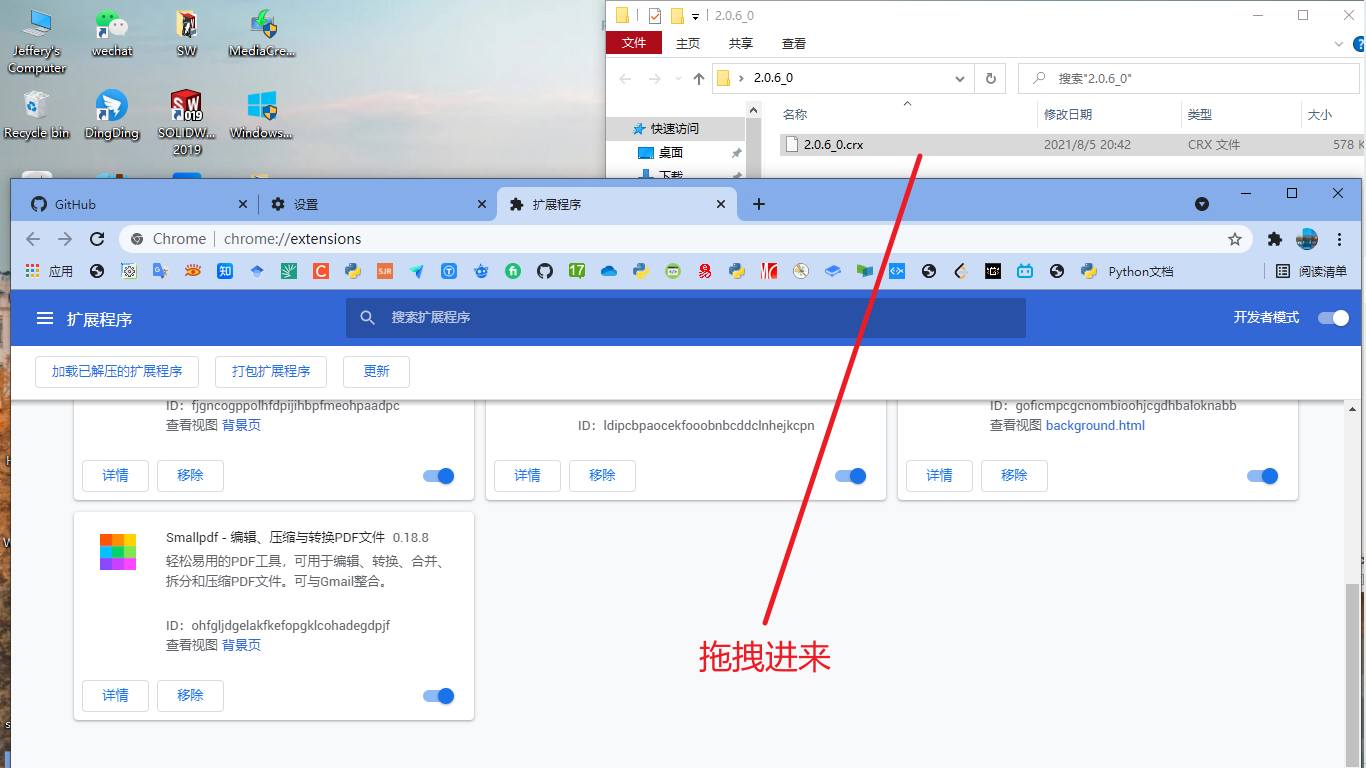 Jeffery's
Computer
wechat
SW
MediaCre...
Recycle bin
DingDing
SOLIDW...
2019
Windows...
2.0.6_0
文件
主页
共享
查看
2.0.6_0
搜索"2.0.6_0"
名称
修改日期
类型
大小
快速访问
2.0.6_0.crx
2021/8/5 20:42
CRX 文件
578 K
桌面
下载
GitHub
设置
扩展程序
Chrome
chrome://extensions
应用
Python文档
阅读清单
扩展程序
搜索扩展程序
开发者模式
加载已解压的扩展程序
打包扩展程序
更新
ID：fjgncogppolhfdpijihbpfmeohpaadpc
查看视图 背景页
详情
移除
ID：ldipcbpaocekfooobnbcddclnhejkcpn
详情
移除
ID：goficmpcgcnombioohjcgdhbaloknabb
查看视图 background.html
详情
移除
Smallpdf - 编辑、压缩与转换PDF文件 0.18.8
轻松易用的PDF工具，可用于编辑、转换、合并、
拆分和压缩PDF文件。可与Gmail整合。
ID：ohfgljdgelakfkefopgklcohadegdpjf
查看视图 背景页
详情
移除
拖拽进来